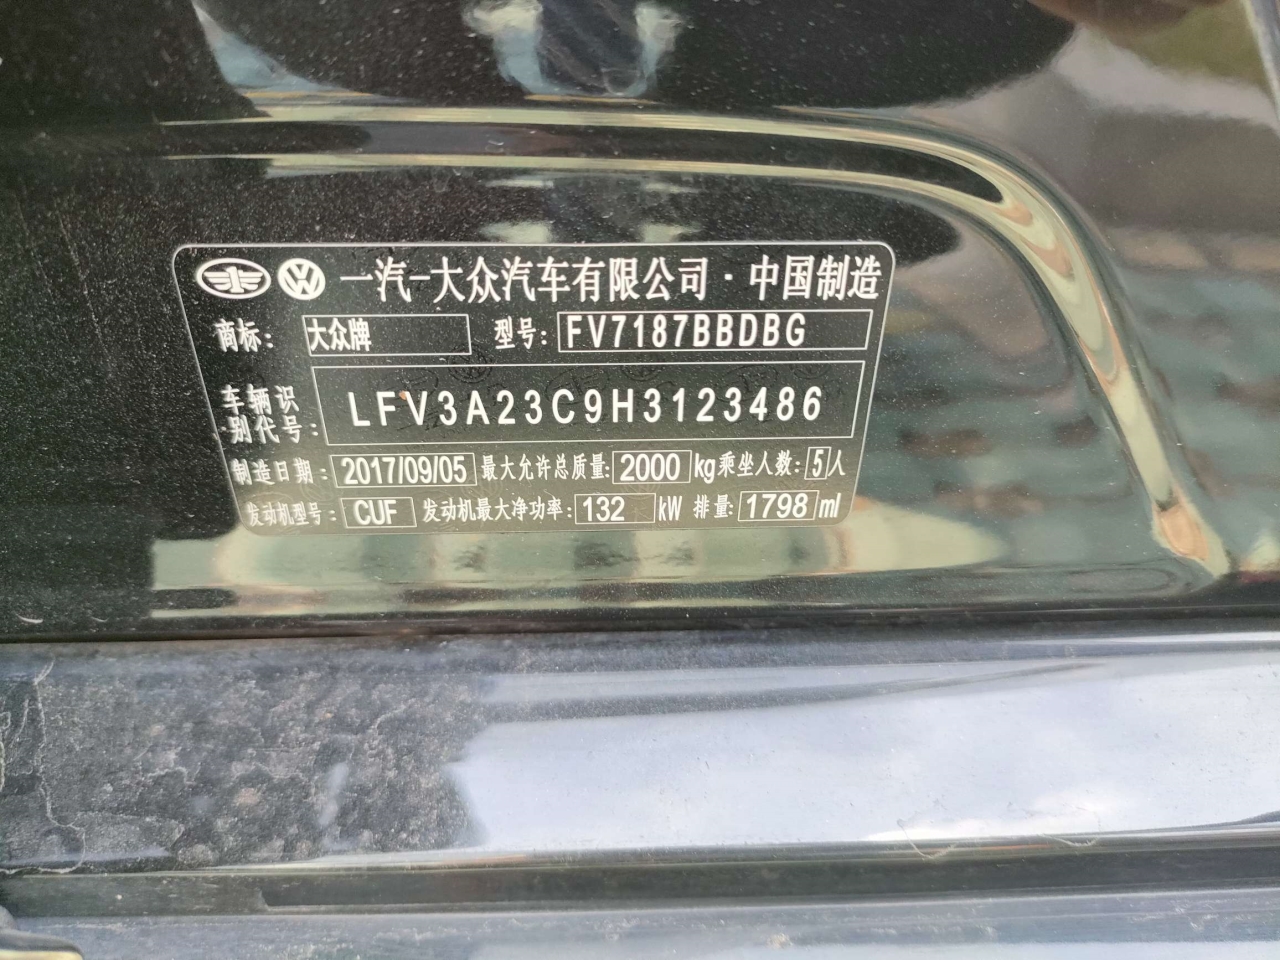 一汽-大众汽车有限公司·中国制造
商标: 大众牌 型号: FV7187BBDBG
车辆识别代号: LFV3A23C9H3123486
制造日期: 2017/09/05 最大允许总质量: 2000 kg 乘坐人数: 5 人
发动机型号: CUF 发动机最大净功率: 132 kW 排量: 1798 ml